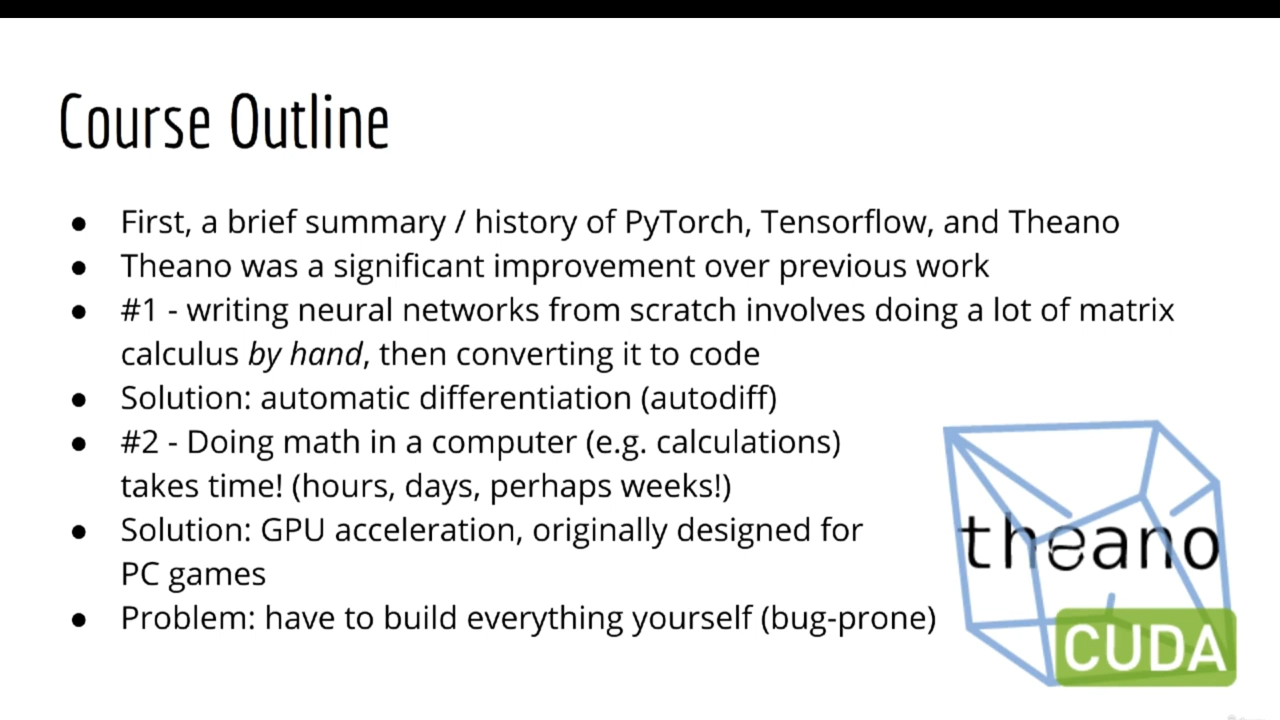 Course Outline
● First, a brief summary / history of PyTorch, Tensorflow, and Theano
● Theano was a significant improvement over previous work
● #1 - writing neural networks from scratch involves doing a lot of matrix
calculus by hand, then converting it to code
● Solution: automatic differentiation (autodiff)
● #2 - Doing math in a computer (e.g. calculations)
takes time! (hours, days, perhaps weeks!)
● Solution: GPU acceleration, originally designed for
PC games
● Problem: have to build everything yourself (bug-prone)
theano
CUDA